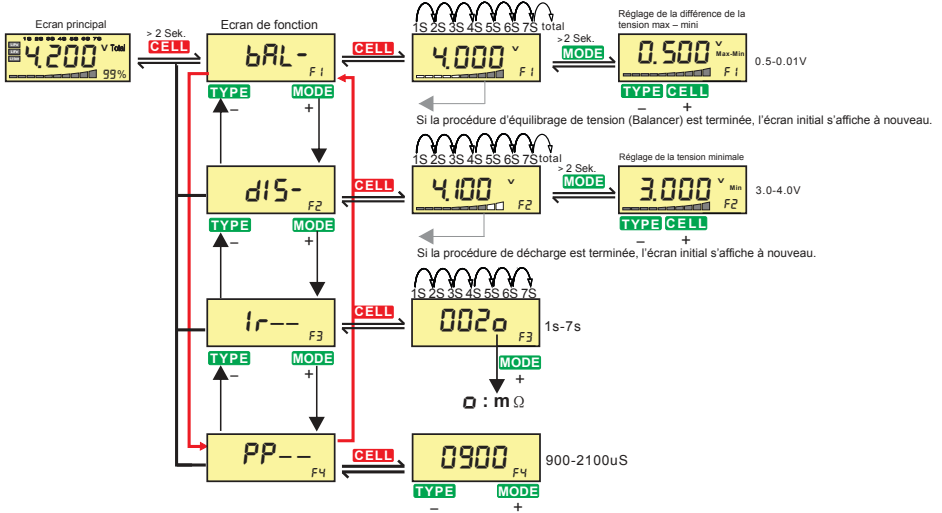 Ecran principal
1S 2S 3S 4S 5S 6S 7S
4.200 V Total
99%
> 2 Sek.
CELL
Ecran de fonction
bAL-
F1
CELL
1S 2S 3S 4S 5S 6S 7S total
4.000 V
F1
>2 Sek.
MODE
Réglage de la différence de la
tension max – mini
0.500 V
Max-Min
F1
0.5-0.01V
TYPE CELL
– +
Si la procédure d'équilibrage de tension (Balancer) est terminée, l'écran initial s'affiche à nouveau.
TYPE MODE
– +
dIS-
F2
CELL
1S 2S 3S 4S 5S 6S 7S total
4.100 V
F2
> 2 Sek.
MODE
Réglage de la tension minimale
3.000 V
Min
F2
3.0-4.0V
TYPE CELL
– +
Si la procédure de décharge est terminée, l'écran initial s'affiche à nouveau.
TYPE MODE
– +
Ir--
F3
CELL
1S 2S 3S 4S 5S 6S 7S
002o
F3
1s-7s
MODE
+
o : m Ω
TYPE MODE
– +
PP--
F4
CELL
0900
F4
900-2100uS
TYPE MODE
– +